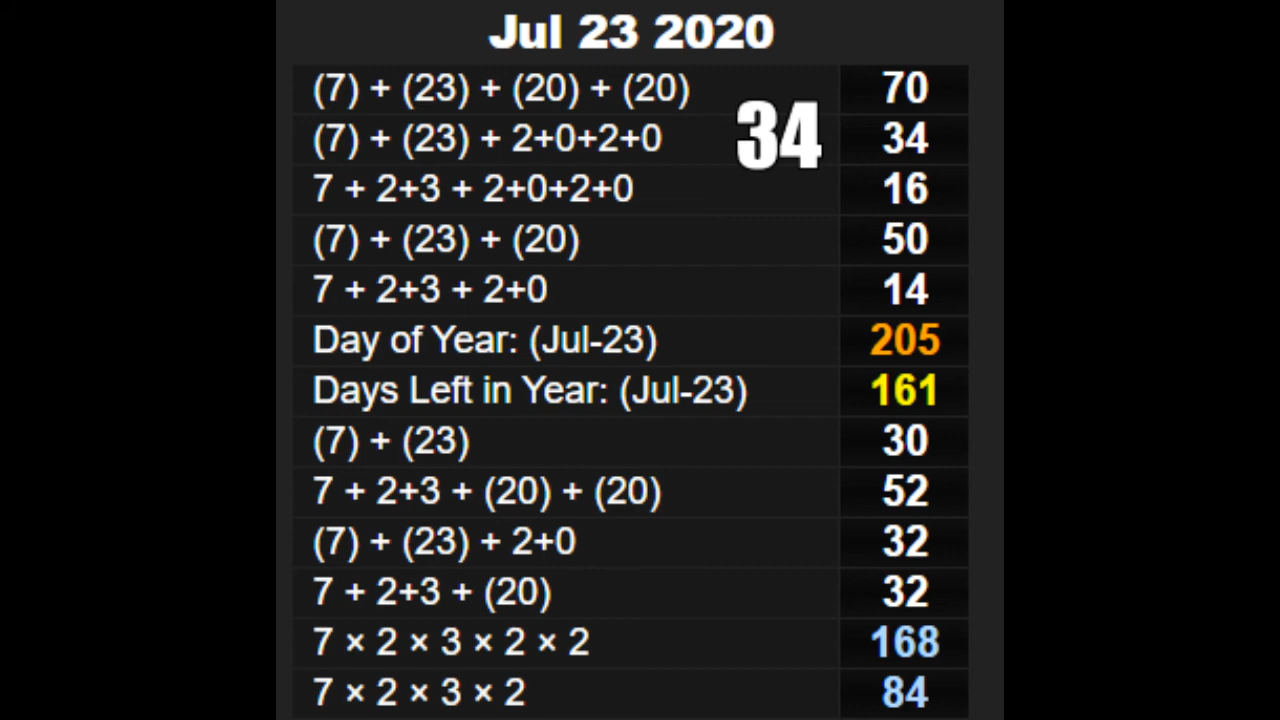 Jul 23 2020
(7) + (23) + (20) + (20) 70
34
(7) + (23) + 2+0+2+0 34
7 + 2+3 + 2+0+2+0 16
(7) + (23) + (20) 50
7 + 2+3 + 2+0 14
Day of Year: (Jul-23) 205
Days Left in Year: (Jul-23) 161
(7) + (23) 30
7 + 2+3 + (20) + (20) 52
(7) + (23) + 2+0 32
7 + 2+3 + (20) 32
7 × 2 × 3 × 2 × 2 168
7 × 2 × 3 × 2 84